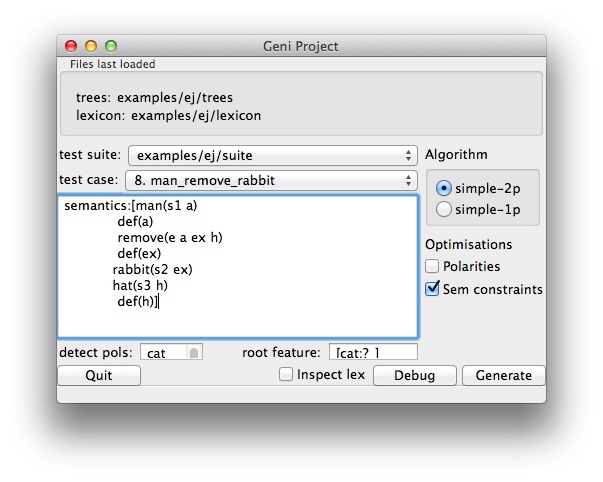 Geni Project
Files last loaded
trees: examples/ej/trees
lexicon: examples/ej/lexicon
test suite: examples/ej/suite
test case: 8. man_remove_rabbit
semantics:[man(s1 a)
def(a)
remove(e a ex h)
def(ex)
rabbit(s2 ex)
hat(s3 h)
def(h)]
Algorithm
simple-2p
simple-1p
Optimisations
Polarities
Sem constraints
detect pols: cat
root feature: [cat:?_]
Quit
Inspect lex
Debug
Generate